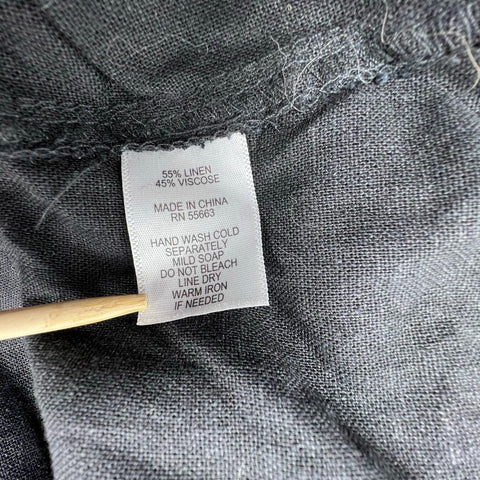 55% LINEN
45% VISCOSE
MADE IN CHINA
RN 55663
HAND WASH COLD
SEPARATELY
MILD SOAP
DO NOT BLEACH
LINE DRY
WARM IRON
IF NEEDED